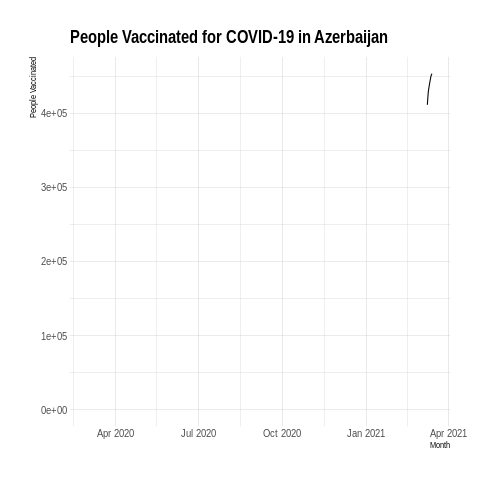 People Vaccinated for COVID-19 in Azerbaijan
People Vaccinated
4e+05
3e+05
2e+05
1e+05
0e+00
Apr 2020 Jul 2020 Oct 2020 Jan 2021 Apr 2021
Month